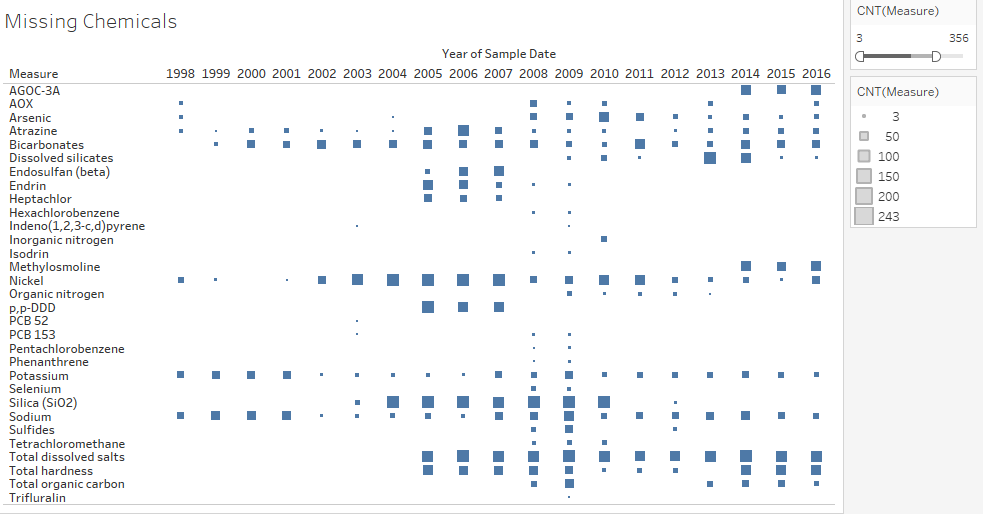 Missing Chemicals
Year of Sample Date
Measure 1998 1999 2000 2001 2002 2003 2004 2005 2006 2007 2008 2009 2010 2011 2012 2013 2014 2015 2016
AGOC-3A
AOX
Arsenic
Atrazine
Bicarbonates
Dissolved silicates
Endosulfan (beta)
Endrin
Heptachlor
Hexachlorobenzene
Indeno(1,2,3-c,d)pyrene
Inorganic nitrogen
Isodrin
Methylosmoline
Nickel
Organic nitrogen
p,p-DDD
PCB 52
PCB 153
Pentachlorobenzene
Phenanthrene
Potassium
Selenium
Silica (SiO2)
Sodium
Sulfides
Tetrachloromethane
Total dissolved salts
Total hardness
Total organic carbon
Trifluralin
CNT(Measure)
3 356
CNT(Measure)
3
50
100
150
200
243